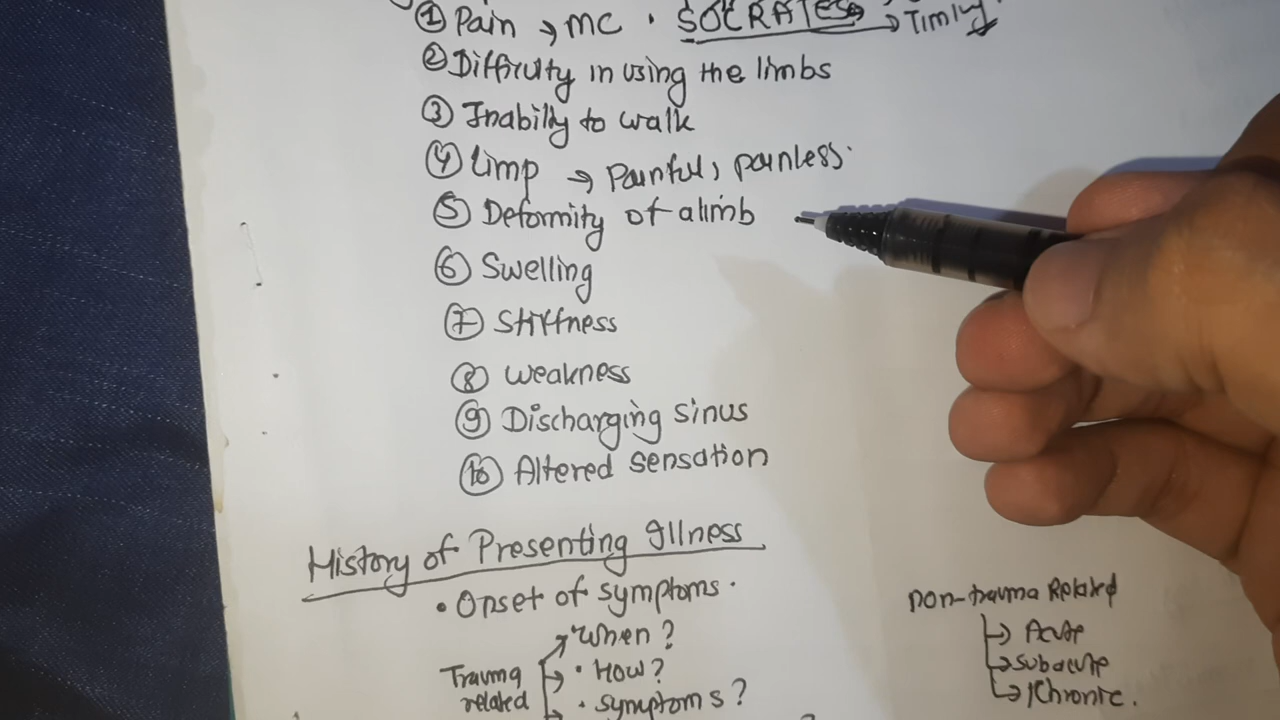 ① Pain → MC · SOCRATES → Timing
② Difficulty in using the limbs
③ Inability to walk
④ Limp → Painful, painless.
⑤ Deformity of a limb
⑥ Swelling
⑦ Stiffness
⑧ Weakness
⑨ Discharging sinus
⑩ Altered sensation
History of Presenting Illness
• Onset of symptoms.
Trauma related
• When ?
• How ?
• Symptoms ?
Non-trauma Related
→ Acute
→ Subacute
→ Chronic.